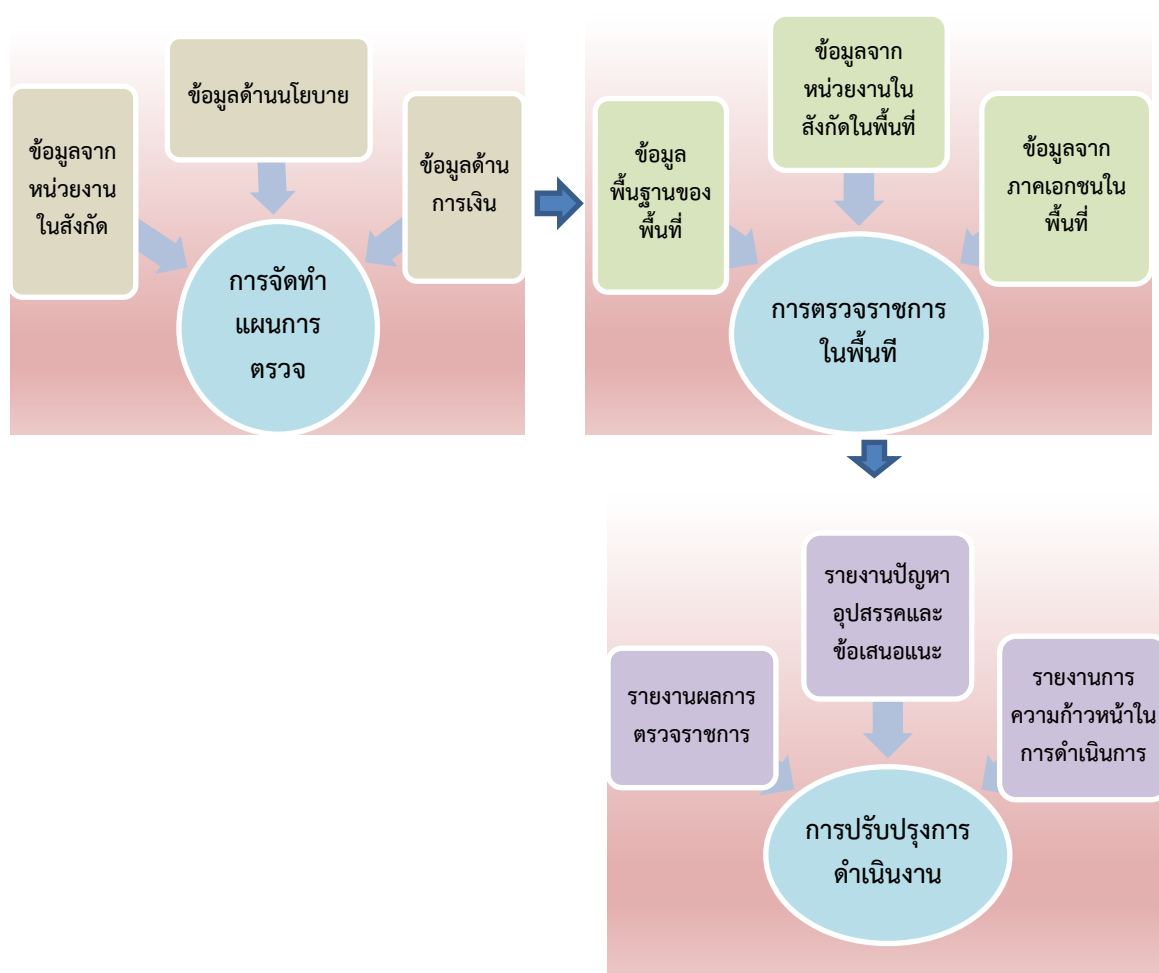 ข้อมูลจาก
หน่วยงาน
ในสังกัด
ข้อมูลด้านนโยบาย
ข้อมูลด้าน
การเงิน
การจัดทำ
แผนการ
ตรวจ
ข้อมูล
พื้นฐานของ
พื้นที่
ข้อมูลจาก
หน่วยงานใน
สังกัดในพื้นที่
ข้อมูลจาก
ภาคเอกชนใน
พื้นที่
การตรวจราชการ
ในพื้นที
รายงานผลการ
ตรวจราชการ
รายงานปัญหา
อุปสรรคและ
ข้อเสนอแนะ
รายงานการ
ความก้าวหน้าใน
การดำเนินการ
การปรับปรุงการ
ดำเนินงาน